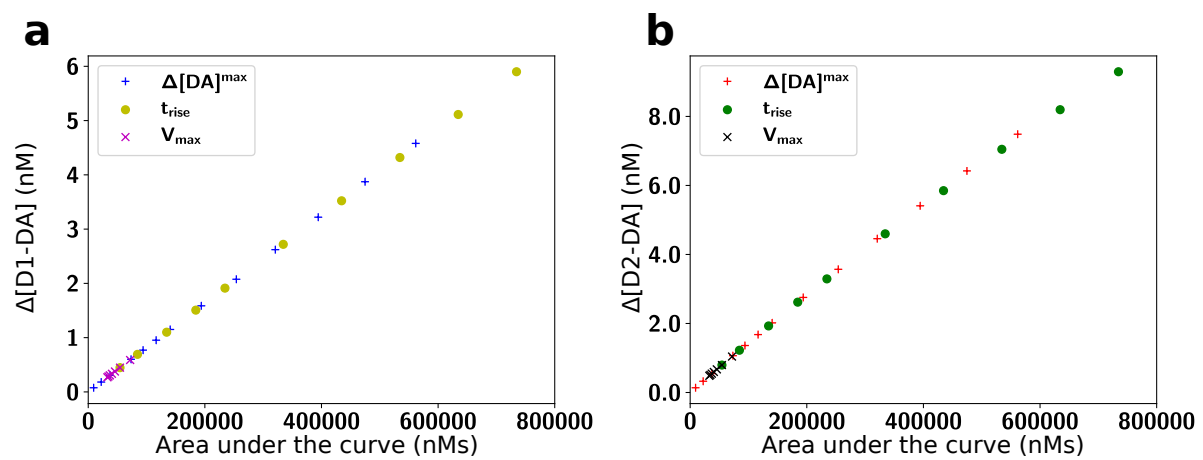 a
Δ[D1-DA] (nM)
6
5
4
3
2
1
0
Δ[DA]max
trise
Vmax
0
200000
400000
600000
800000
Area under the curve (nMs)
b
Δ[D2-DA] (nM)
8.0
6.0
4.0
2.0
0.0
Δ[DA]max
trise
Vmax
0
200000
400000
600000
800000
Area under the curve (nMs)